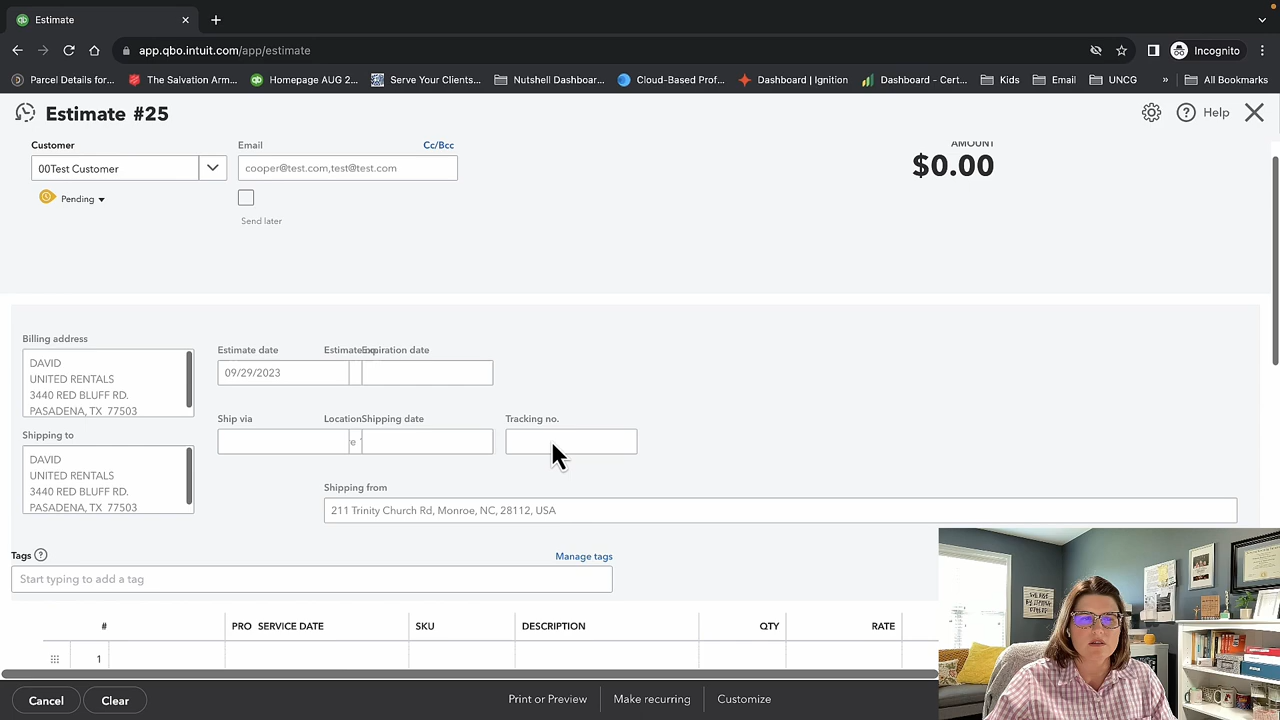 Estimate
app.qbo.intuit.com/app/estimate
Incognito
Parcel Details for...
The Salvation Arm...
Homepage AUG 2...
Serve Your Clients...
Nutshell Dashboar...
Cloud-Based Prof...
Dashboard | Ignition
Dashboard - Cert...
Kids
Email
UNCG
»
All Bookmarks
Estimate #25
Help
Customer
Email
Cc/Bcc
AMOUNT
00Test Customer
cooper@test.com,test@test.com
$0.00
Pending
Send later
Billing address
DAVID
UNITED RENTALS
3440 RED BLUFF RD.
PASADENA, TX 77503
Estimate date
Expiration date
09/29/2023
Ship via
Location
Shipping date
Tracking no.
Shipping to
DAVID
UNITED RENTALS
3440 RED BLUFF RD.
PASADENA, TX 77503
Shipping from
211 Trinity Church Rd, Monroe, NC, 28112, USA
Tags
Manage tags
Start typing to add a tag
# PRO SERVICE DATE SKU DESCRIPTION QTY RATE
1
Cancel
Clear
Print or Preview
Make recurring
Customize